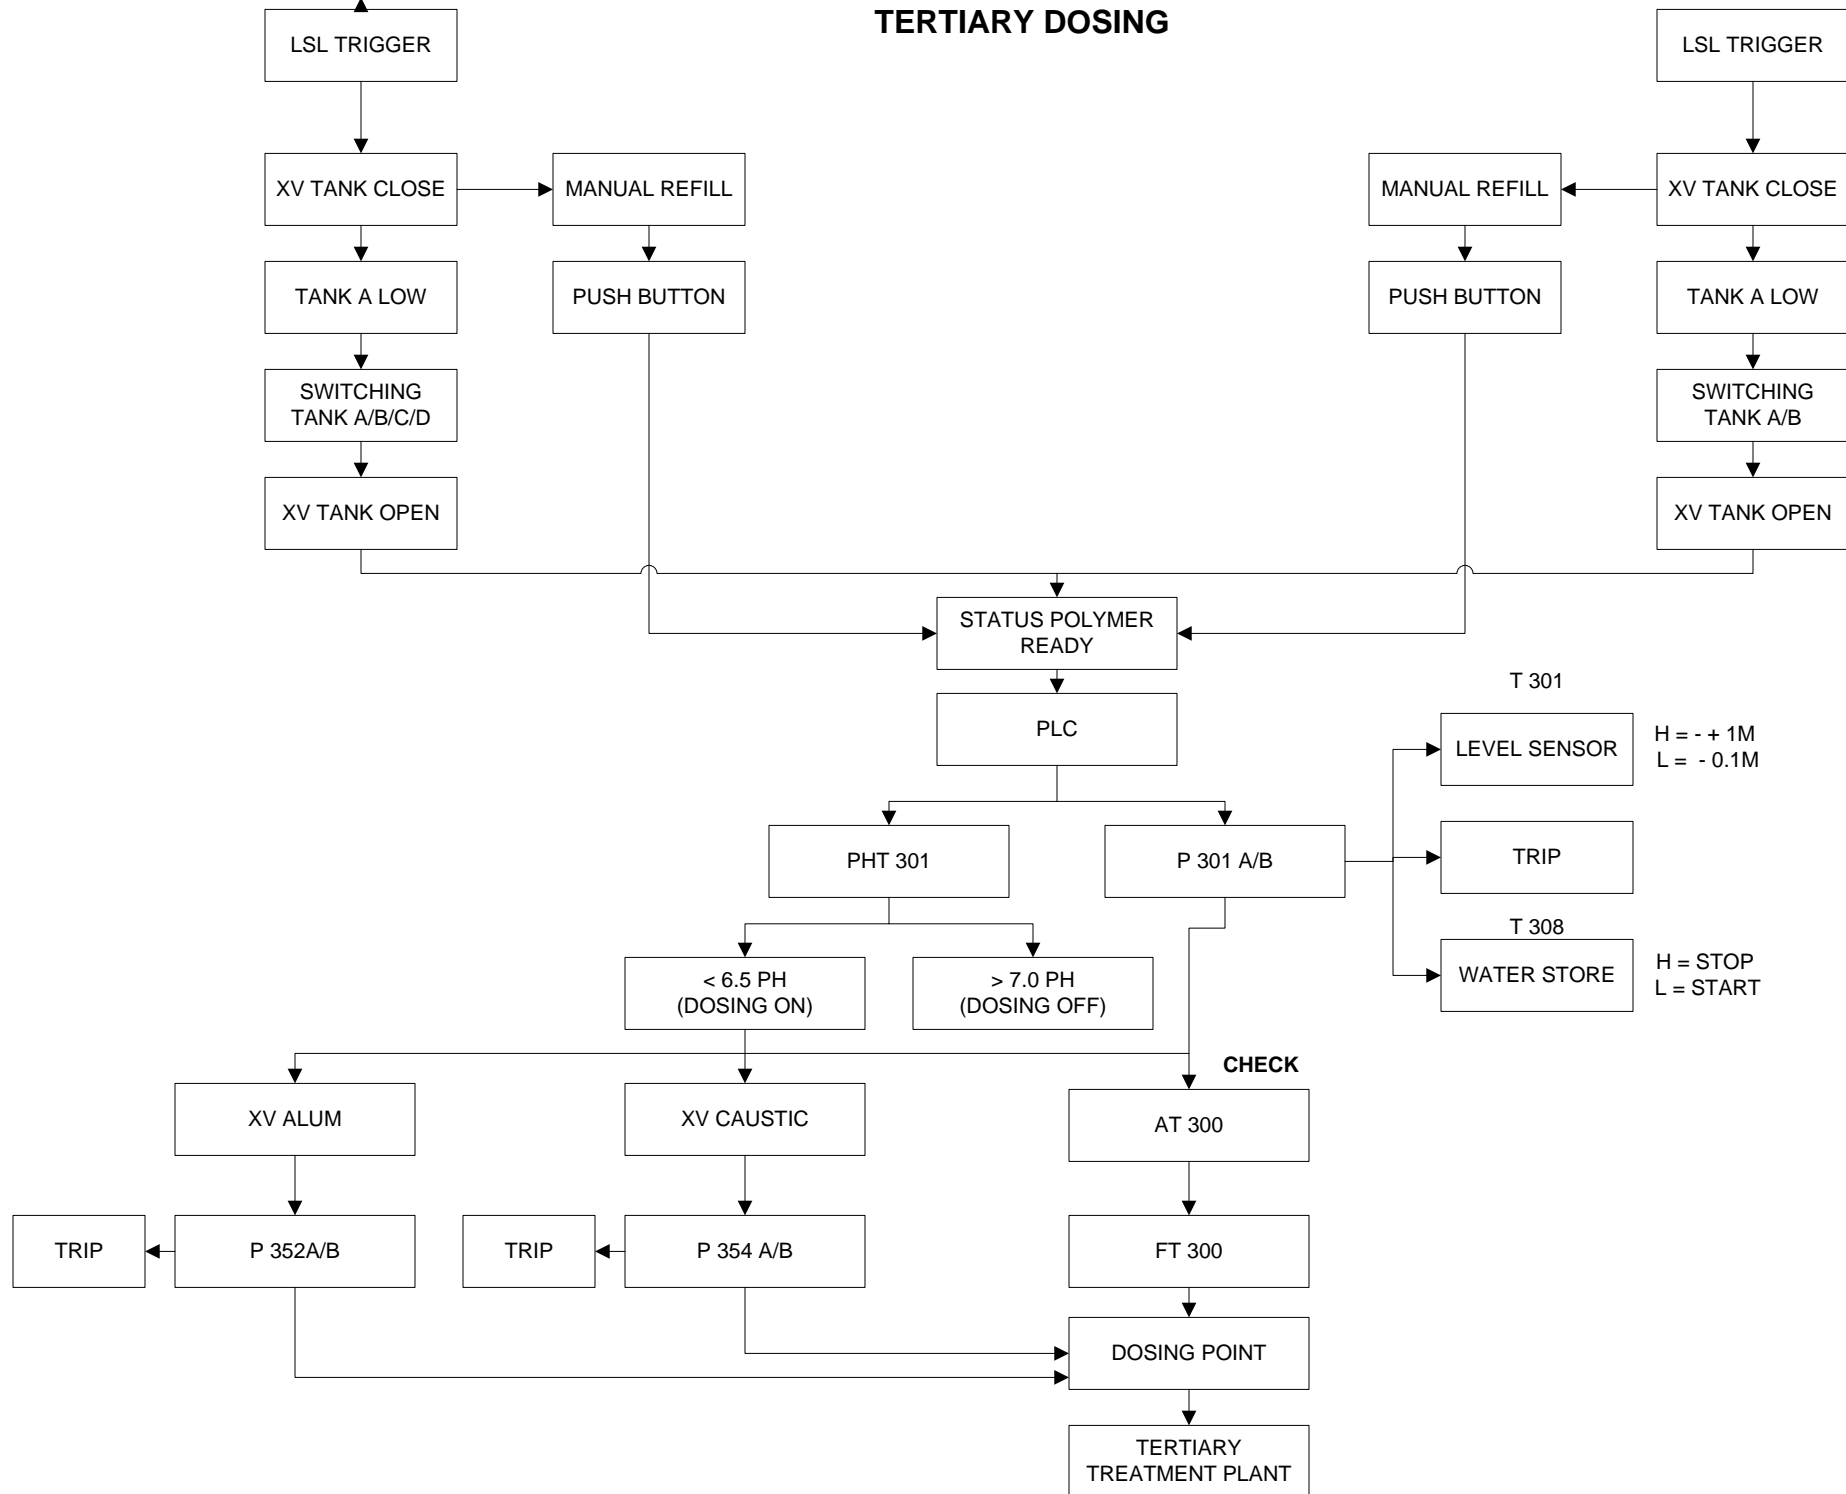 TERTIARY DOSING
LSL TRIGGER
LSL TRIGGER
XV TANK CLOSE
MANUAL REFILL
MANUAL REFILL
XV TANK CLOSE
TANK A LOW
PUSH BUTTON
PUSH BUTTON
TANK A LOW
SWITCHING
TANK A/B/C/D
SWITCHING
TANK A/B
XV TANK OPEN
XV TANK OPEN
STATUS POLYMER
READY
PLC
T 301
LEVEL SENSOR
H = - + 1M
L = - 0.1M
PHT 301
P 301 A/B
TRIP
T 308
WATER STORE
H = STOP
L = START
< 6.5 PH
(DOSING ON)
> 7.0 PH
(DOSING OFF)
CHECK
XV ALUM
XV CAUSTIC
AT 300
TRIP
P 352A/B
TRIP
P 354 A/B
FT 300
DOSING POINT
TERTIARY
TREATMENT PLANT